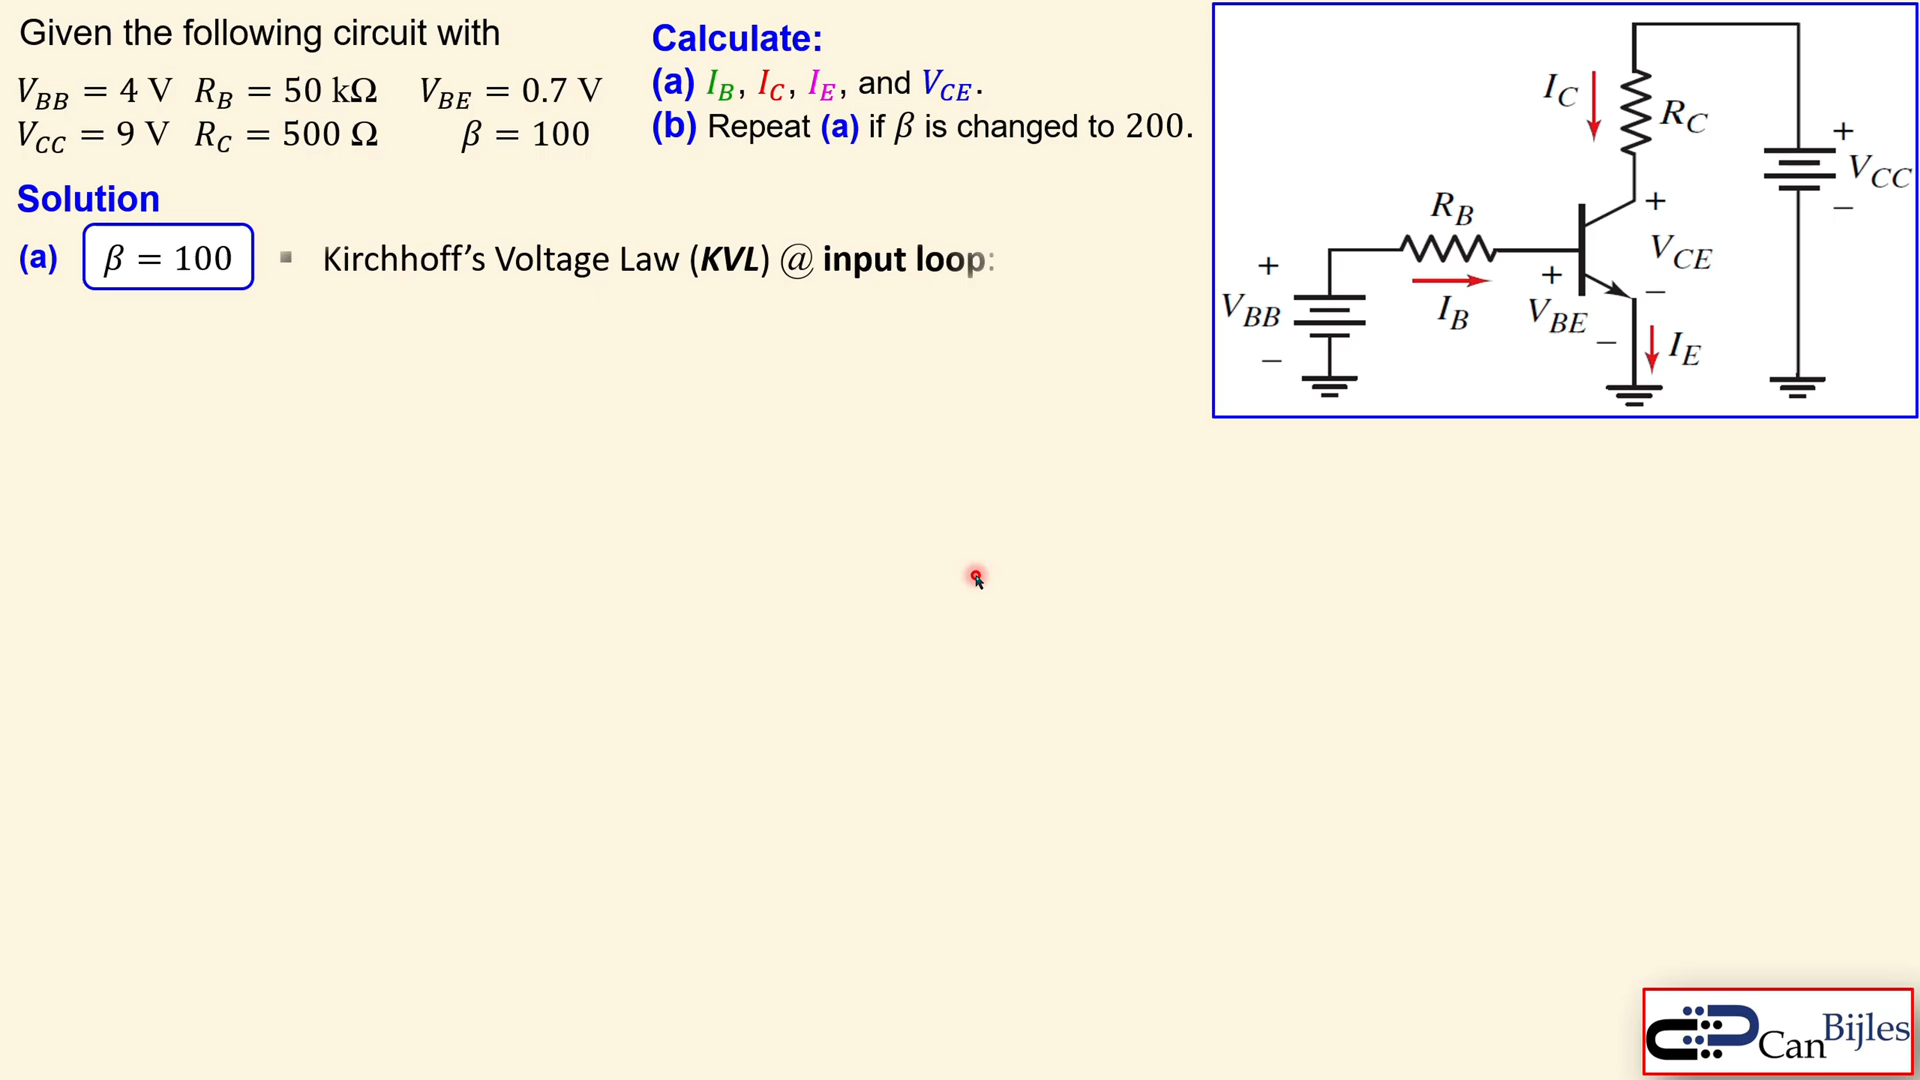 Given the following circuit with
V_BB = 4 V R_B = 50 kΩ V_BE = 0.7 V
V_CC = 9 V R_C = 500 Ω β = 100
Calculate:
(a) I_B, I_C, I_E, and V_CE.
(b) Repeat (a) if β is changed to 200.
Solution
(a) β = 100 ▪ Kirchhoff's Voltage Law (KVL) @ input loop:
I_C
R_C
+
V_CC
−
R_B
+
V_CE
−
+
V_BB
−
I_B
+
V_BE
−
I_E
Can Bijles